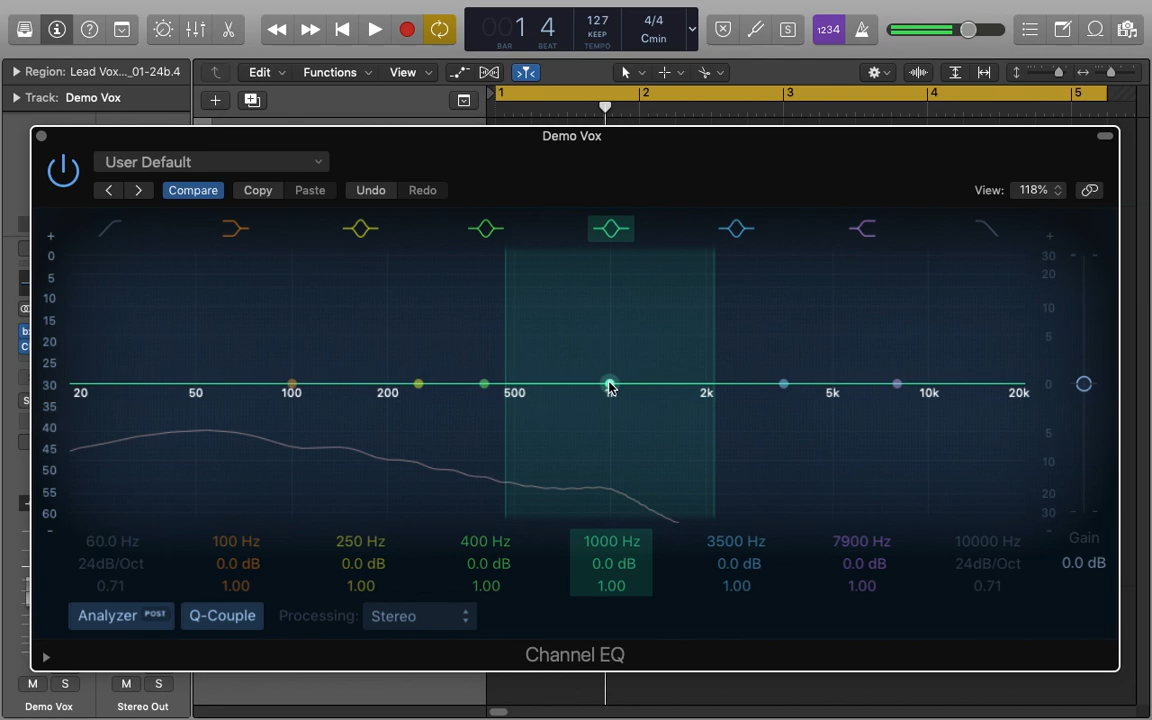 001 4
BAR BEAT
127
KEEP
TEMPO
4/4
Cmin
S
1234
Region: Lead Vox..._01-24b.4
Edit Functions View
Track: Demo Vox
1 2 3 4 5
Demo Vox
User Default
Compare Copy Paste Undo Redo View: 118%
+ +
0 30
5 20
10 10
15
20 5
25
30 0
20 50 100 200 500 1k 2k 5k 10k 20k
35
40 5
45
50 10
55 20
60 30
- -
60.0 Hz 100 Hz 250 Hz 400 Hz 1000 Hz 3500 Hz 7900 Hz 10000 Hz Gain
24dB/Oct 0.0 dB 0.0 dB 0.0 dB 0.0 dB 0.0 dB 0.0 dB 24dB/Oct 0.0 dB
0.71 1.00 1.00 1.00 1.00 1.00 1.00 0.71
Analyzer POST Q-Couple Processing: Stereo
Channel EQ
M S M S
Demo Vox Stereo Out